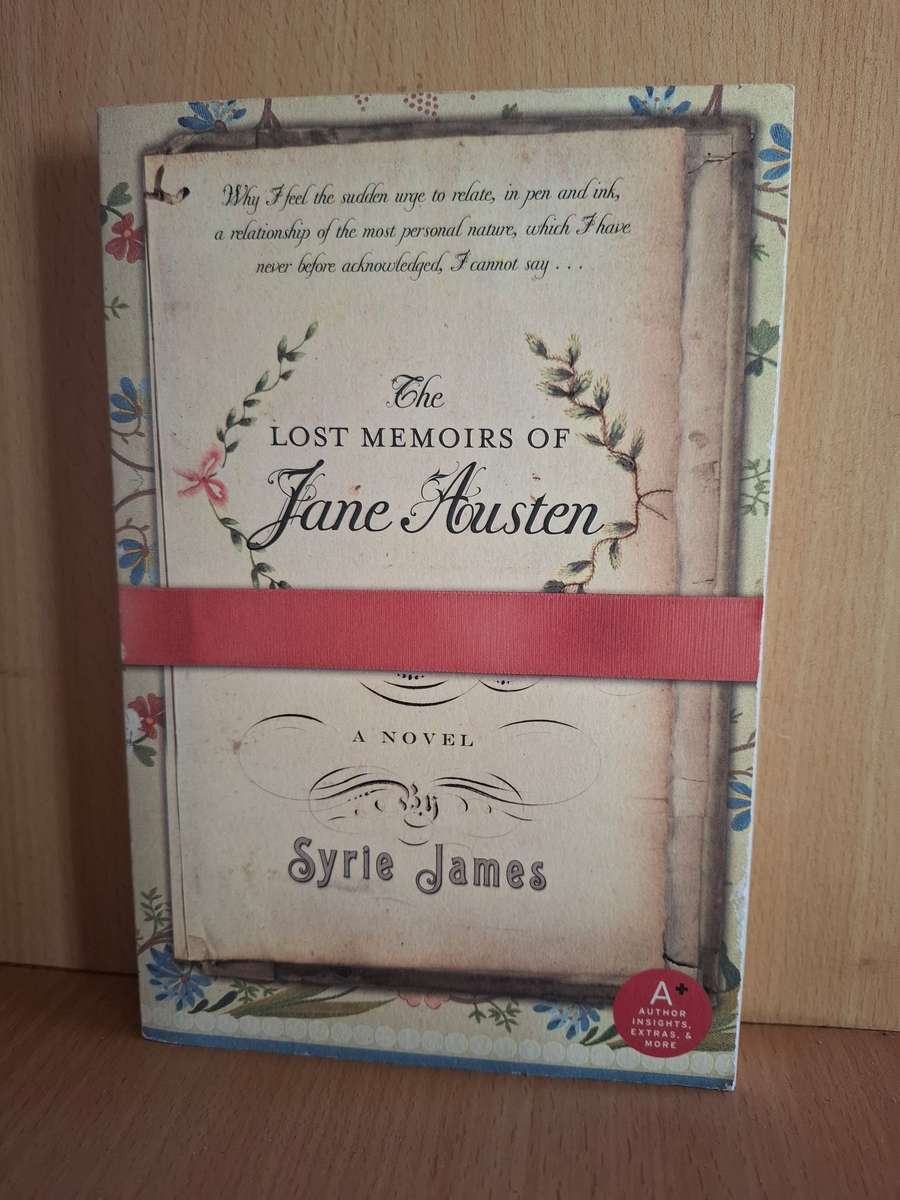 Why I feel the sudden urge to relate, in pen and ink,
a relationship of the most personal nature, which I have
never before acknowledged, I cannot say . . .
The
LOST MEMOIRS OF
Jane Austen
A NOVEL
By
Syrie James
A+
AUTHOR
INSIGHTS,
EXTRAS, &
MORE